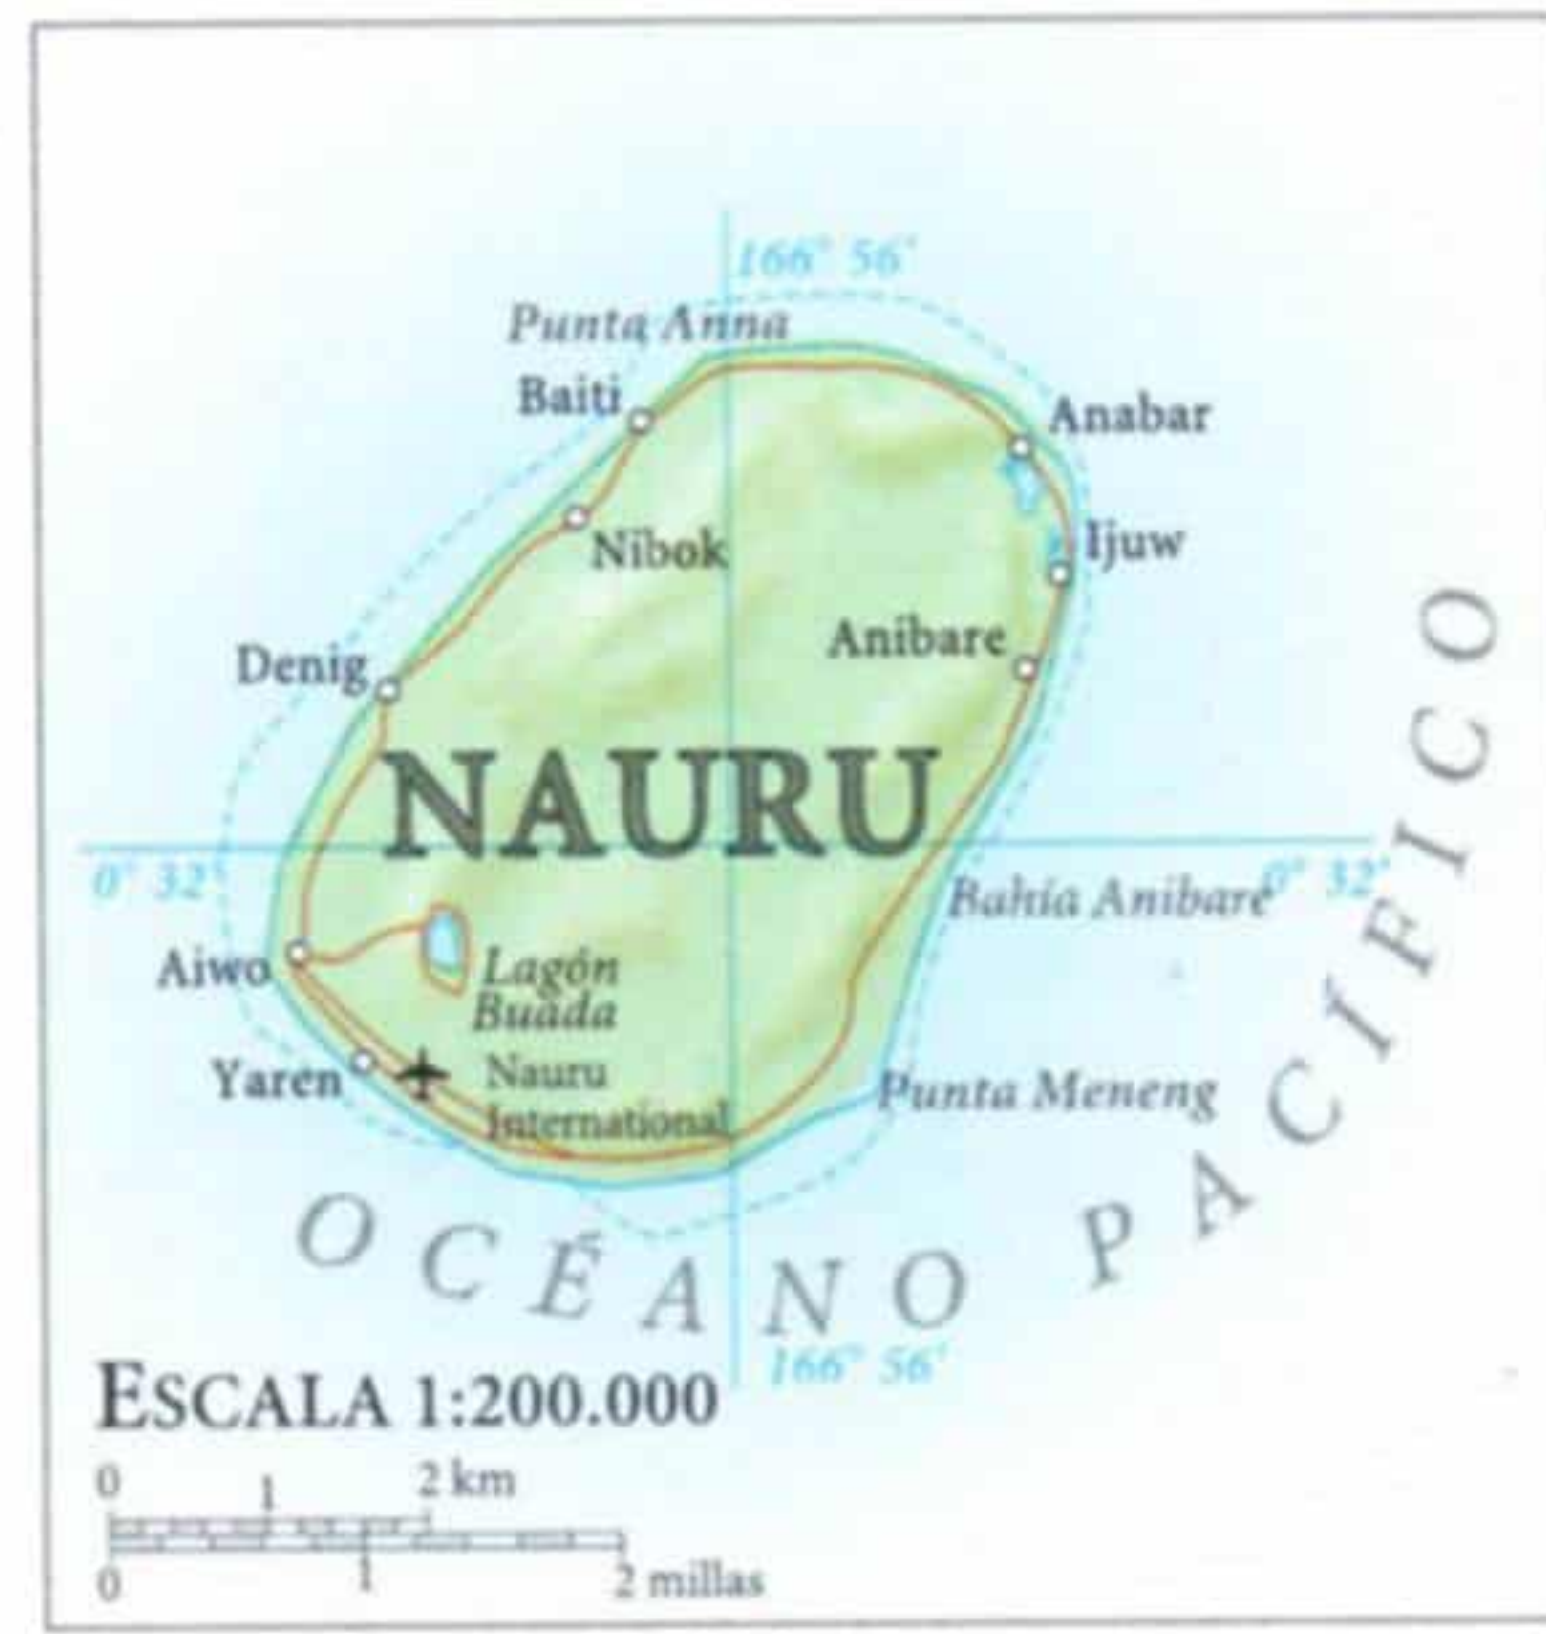 166° 56'
Punta Anna
Baiti
Anabar
Nibok
Ijuw
Anibare
Denig
NAURU
0° 32'
0° 32'
Bahía Anibare
Aiwo
Lagón
Buada
Yaren
Nauru
International
Punta Meneng
OCÉANO PACÍFICO
166° 56'
ESCALA 1:200.000
0 1 2 km
0 1 2 millas